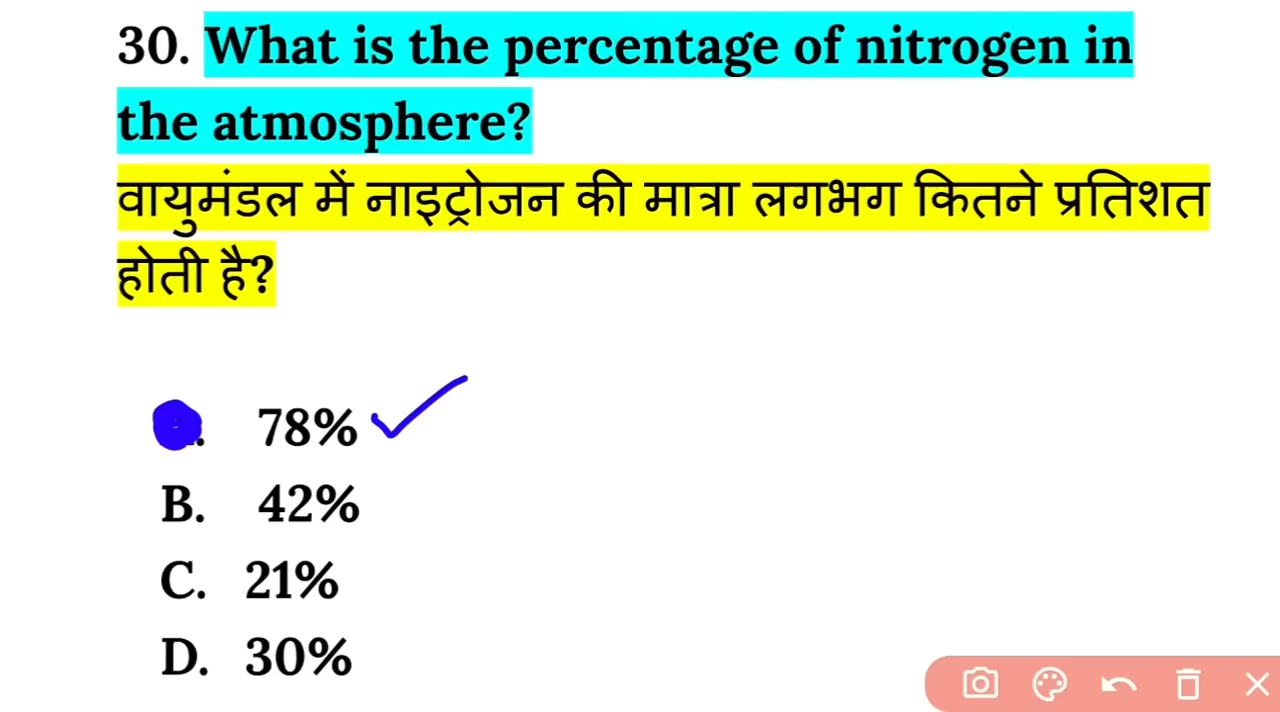 30. What is the percentage of nitrogen in
the atmosphere?
वायुमंडल में नाइट्रोजन की मात्रा लगभग कितने प्रतिशत
होती है?
. 78%
B. 42%
C. 21%
D. 30%